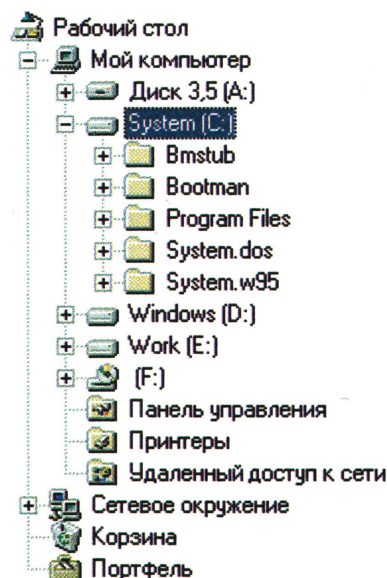 Рабочий стол
Мой компьютер
Диск 3,5 (A:)
System (C:)
Bmstub
Bootman
Program Files
System.dos
System.w95
Windows (D:)
Work (E:)
(F:)
Панель управления
Принтеры
Удаленный доступ к сети
Сетевое окружение
Корзина
Портфель